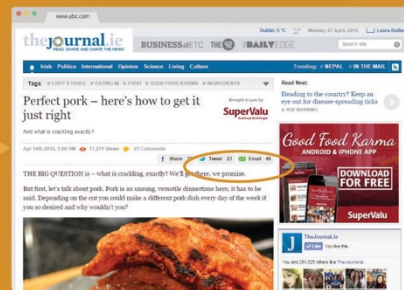 www.abc.com
thejournal.ie
READ, SHARE AND SHAPE THE NEWS
Dublin: 5 °C Monday 27 April, 2015
BUSINESS ETC THE42 THE DAILYEDGE
Search site
Irish Politics International Opinion Science Living Culture
Trending: # NEPAL # IN THE MAIL
Tags # CHEF'S TABLE # EATING IN # FOOD # GOOD FOOD KARMA # INGREDIENTS
Perfect pork – here's how to get it
just right
Brought to you by
SuperValu
And what is crackling exactly?
Apr 14th 2015, 17,211 Views 21 Comments
Share Tweet 23 Email 49
THE BIG QUESTION is – what is crackling, exactly? We'll get there, we promise.
But first, let's talk about pork. Pork is an unsung, versatile dinnertime hero, it has to be
said. Depending on the cut you could make a different pork dish every day of the week if
you so desired and why wouldn't you?
Read Next:
Heading to the country? Keep an
eye out for disease-spreading ticks
Good Food Karma
ANDROID & IPHONE APP
DOWNLOAD
FOR FREE
SuperValu
TheJournal.ie
Like You like this.